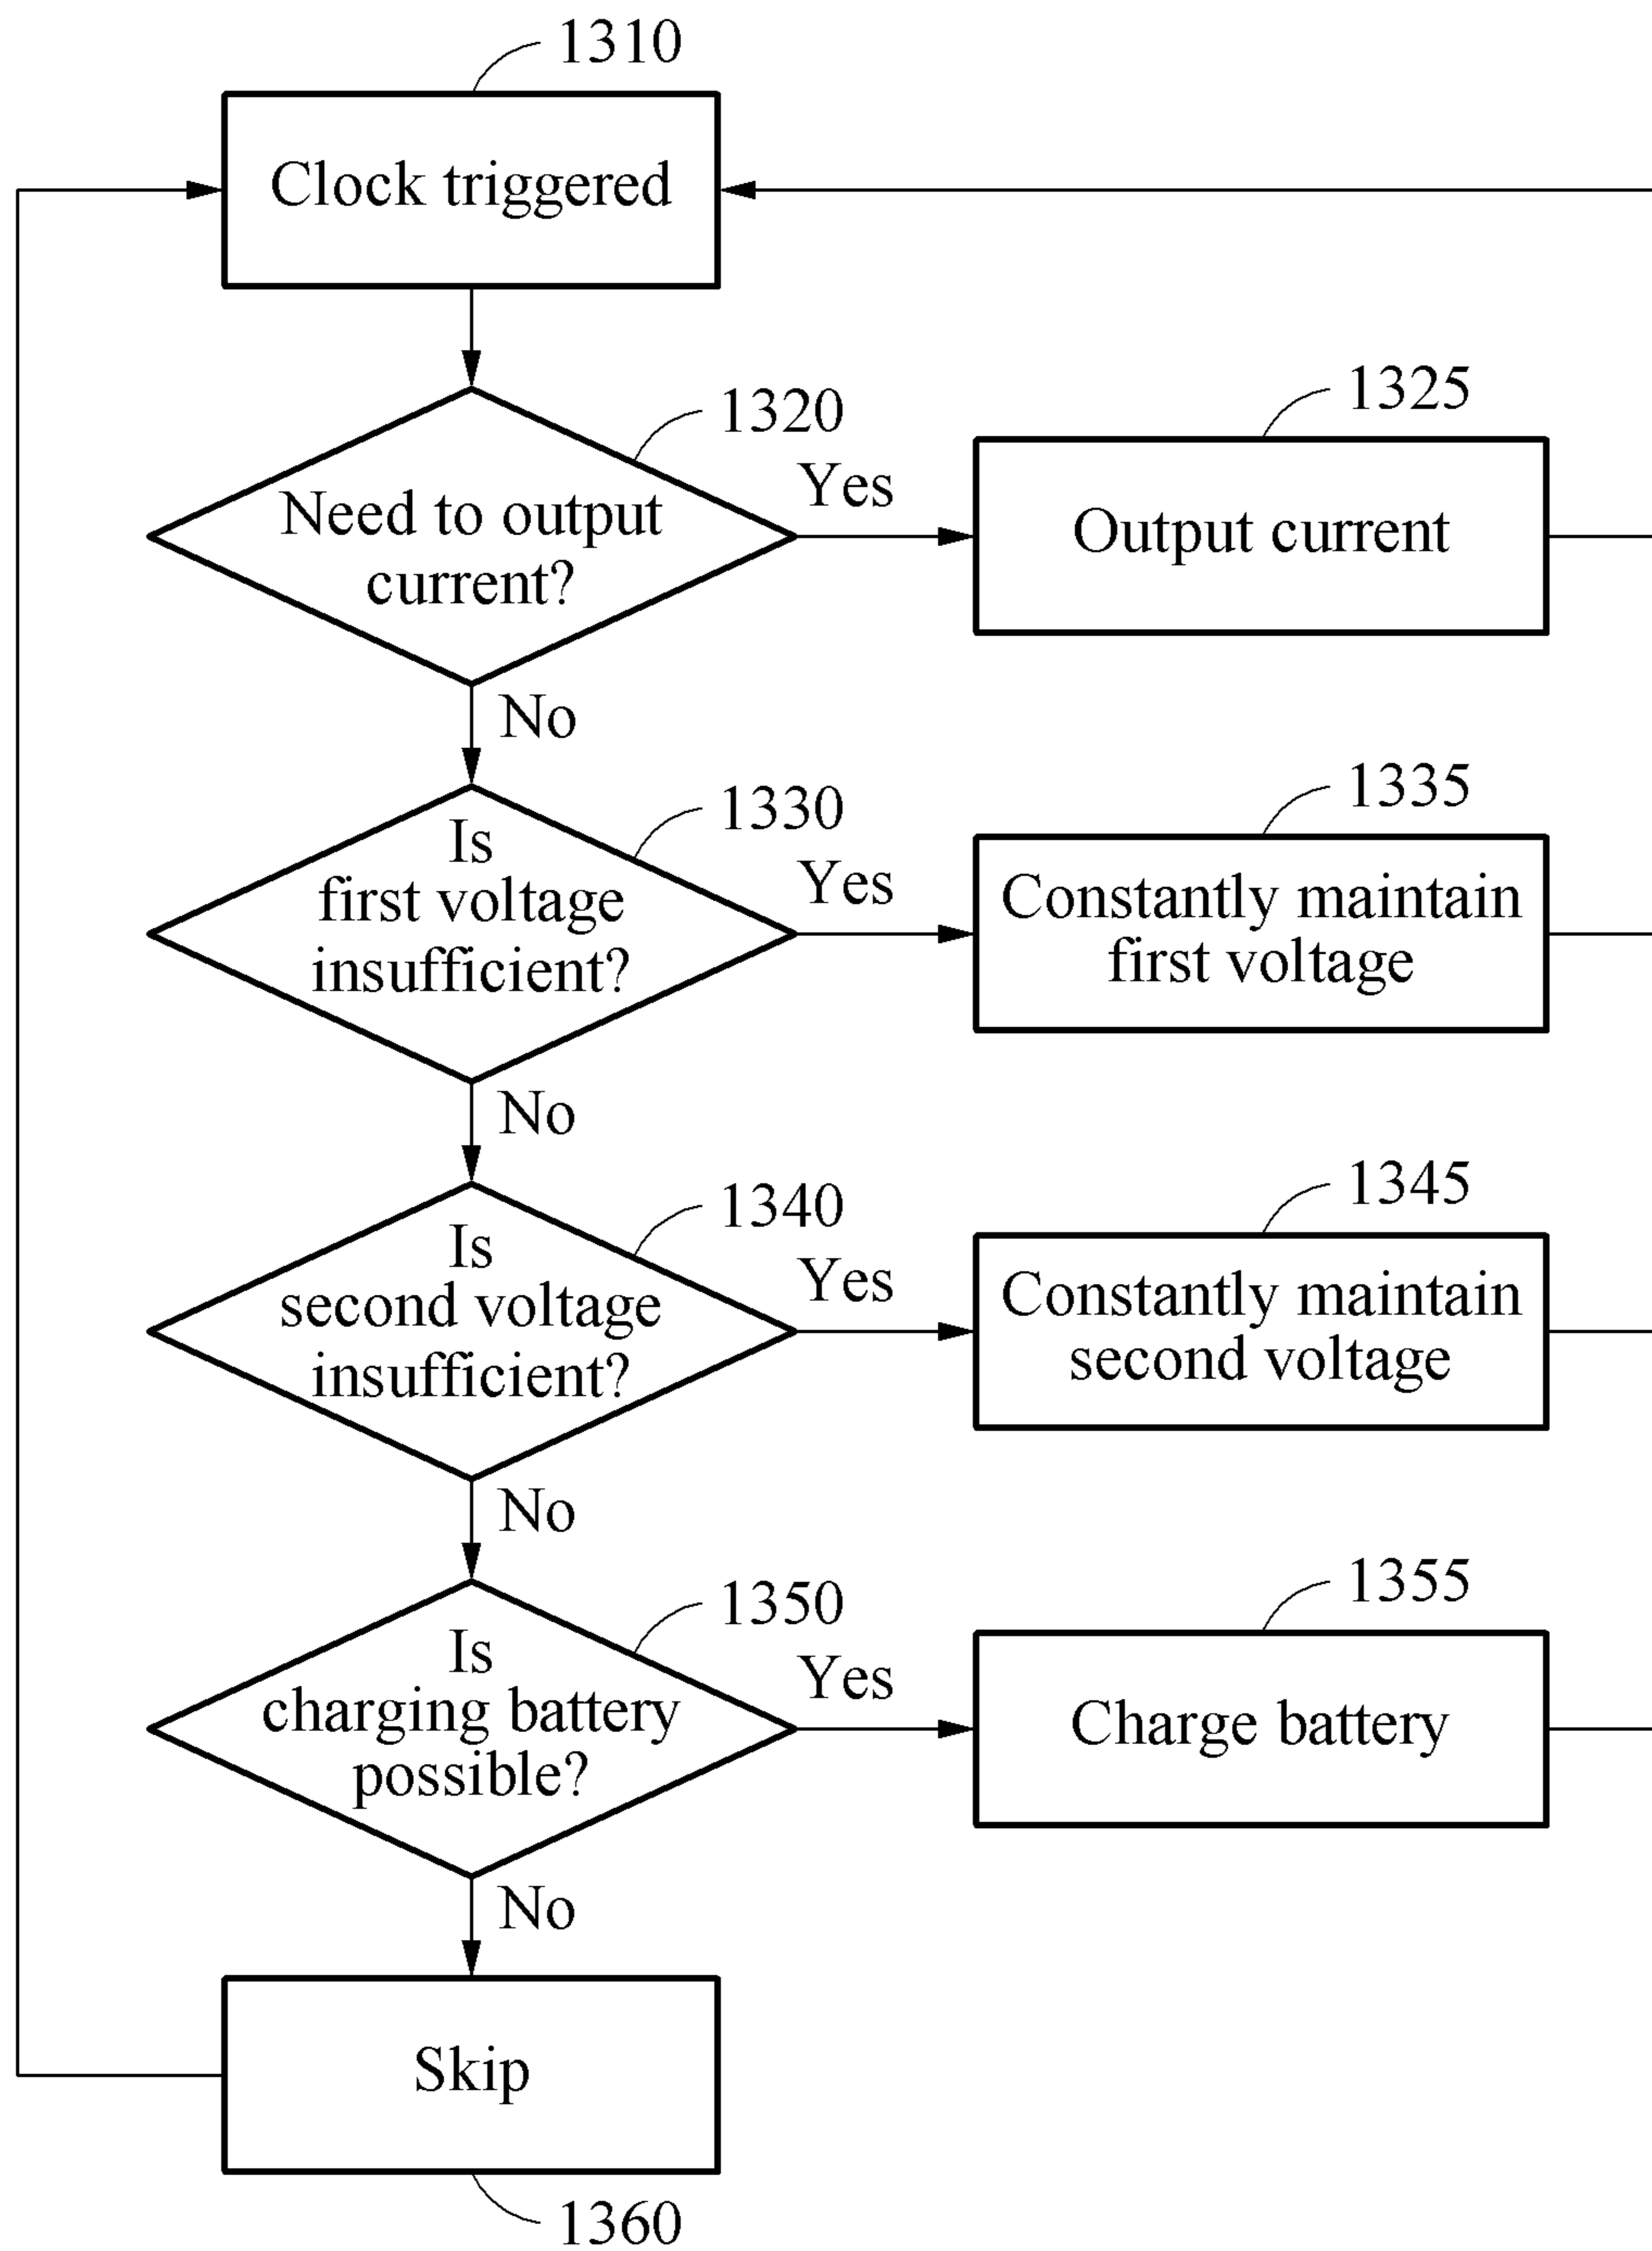 1310
Clock triggered
1320
Need to output
current?
Yes
1325
Output current
No
1330
Is
first voltage
insufficient?
Yes
1335
Constantly maintain
first voltage
No
1340
Is
second voltage
insufficient?
Yes
1345
Constantly maintain
second voltage
No
1350
Is
charging battery
possible?
Yes
1355
Charge battery
No
Skip
1360